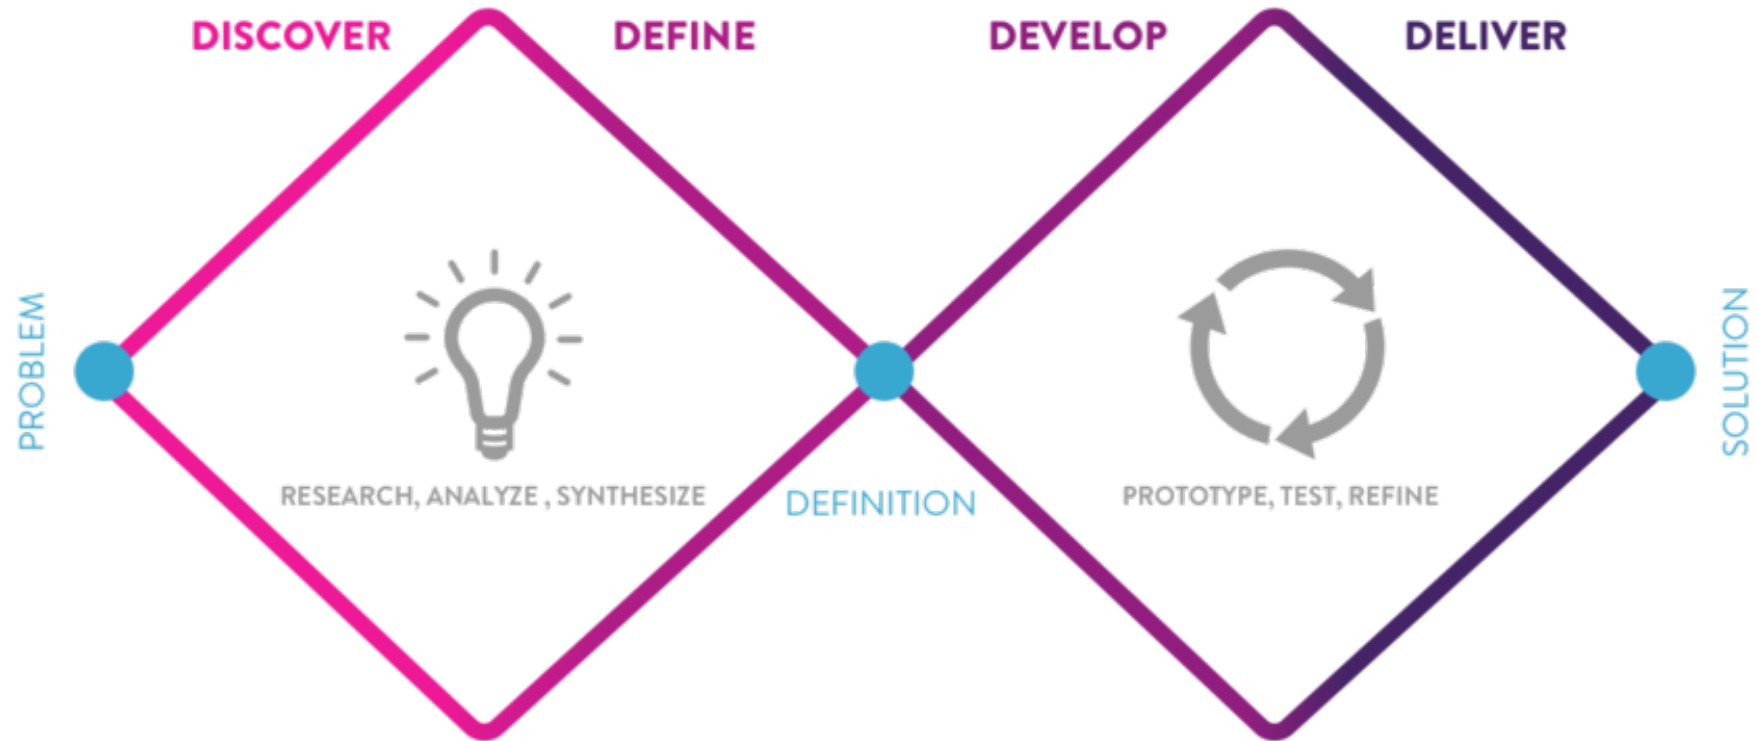 DISCOVER
DEFINE
DEVELOP
DELIVER
PROBLEM
RESEARCH, ANALYZE , SYNTHESIZE
DEFINITION
PROTOTYPE, TEST, REFINE
SOLUTION